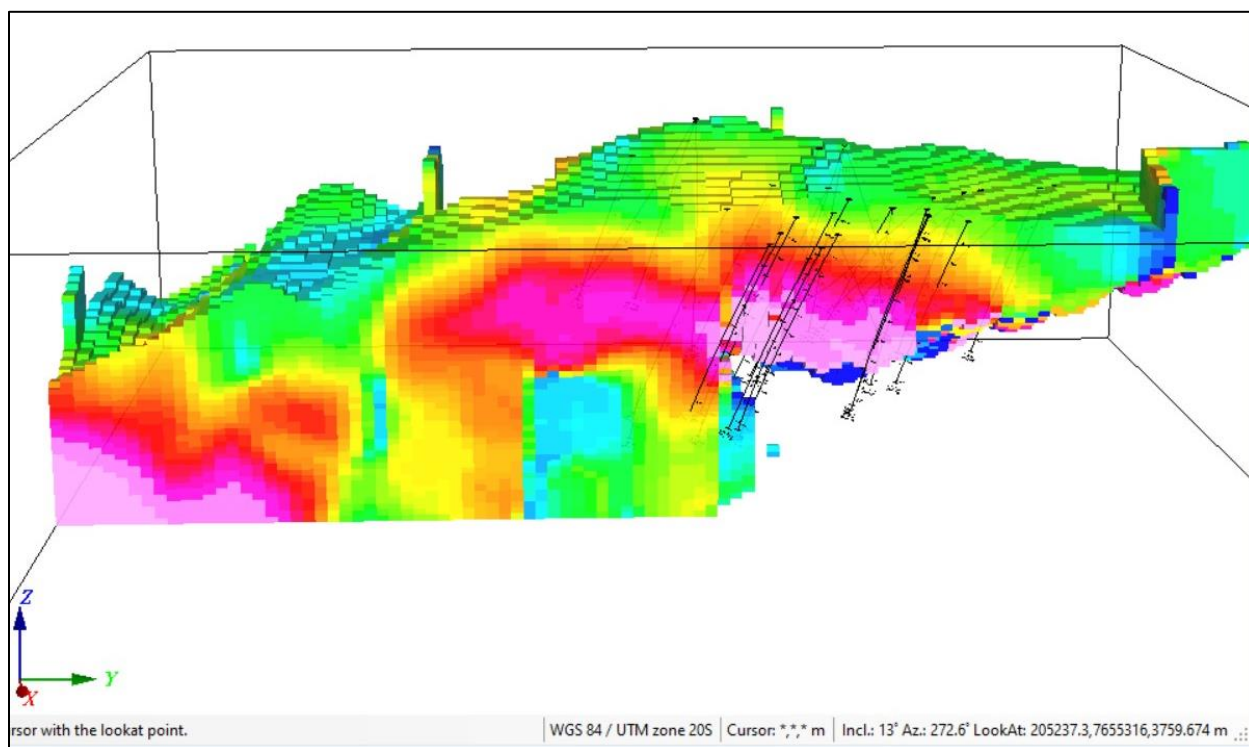 Z
Y
X
rsor with the lookat point.
WGS 84 / UTM zone 20S
Cursor: *,*,* m
Incl.: 13° Az.: 272.6° LookAt: 205237.3,7655316,3759.674 m